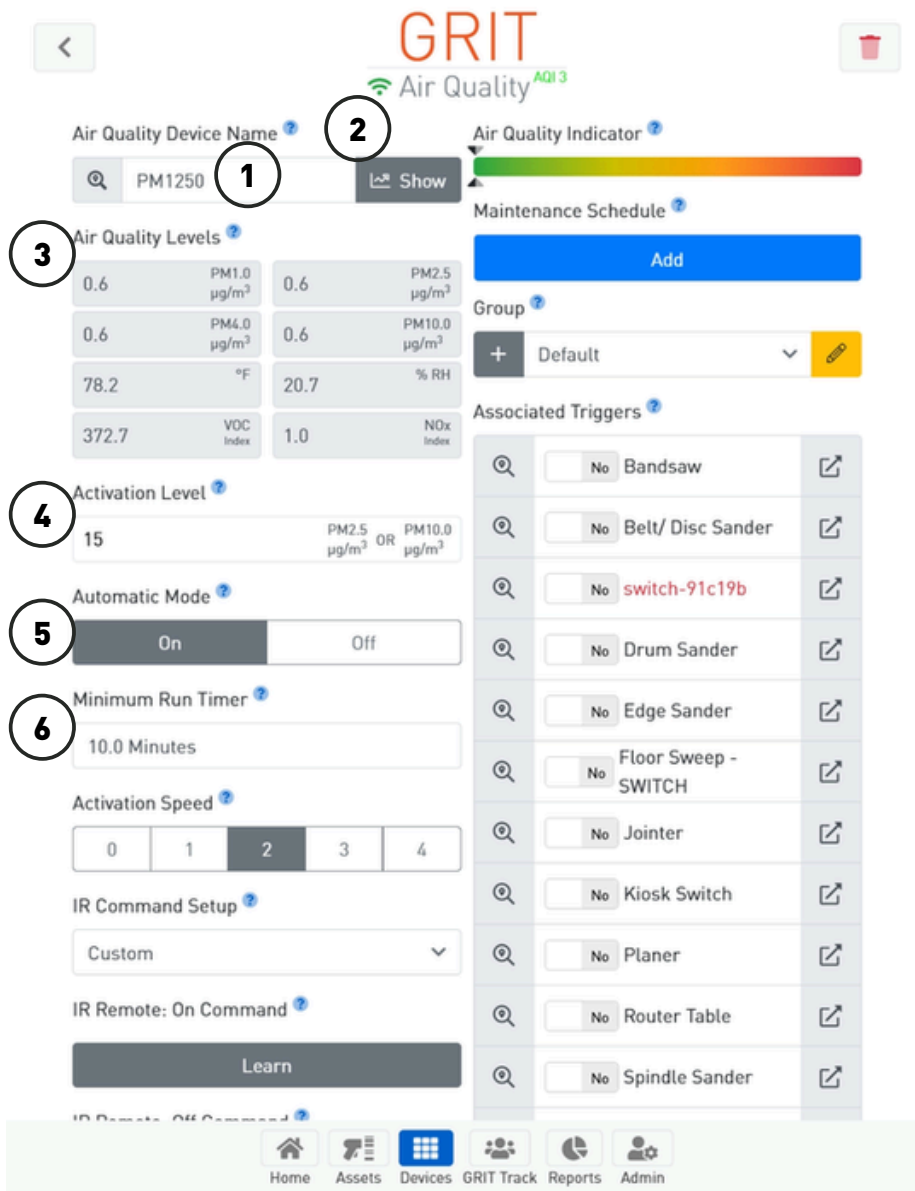 GRIT
Air Quality AQI 3
Air Quality Device Name ?
2
PM1250
1
Show
3
Air Quality Levels ?
0.6 PM1.0 µg/m³
0.6 PM2.5 µg/m³
0.6 PM4.0 µg/m³
0.6 PM10.0 µg/m³
78.2 °F
20.7 % RH
372.7 VOC Index
1.0 NOx Index
4
Activation Level ?
15 PM2.5 µg/m³ OR PM10.0 µg/m³
5
Automatic Mode ?
On Off
6
Minimum Run Timer ?
10.0 Minutes
Activation Speed ?
0 1 2 3 4
IR Command Setup ?
Custom
IR Remote: On Command ?
Learn
IR Remote: Off Command ?
Air Quality Indicator ?
Maintenance Schedule ?
Add
Group ?
+ Default
Associated Triggers ?
No Bandsaw
No Belt/ Disc Sander
No switch-91c19b
No Drum Sander
No Edge Sander
No Floor Sweep -
SWITCH
No Jointer
No Kiosk Switch
No Planer
No Router Table
No Spindle Sander
Home Assets Devices GRIT Track Reports Admin